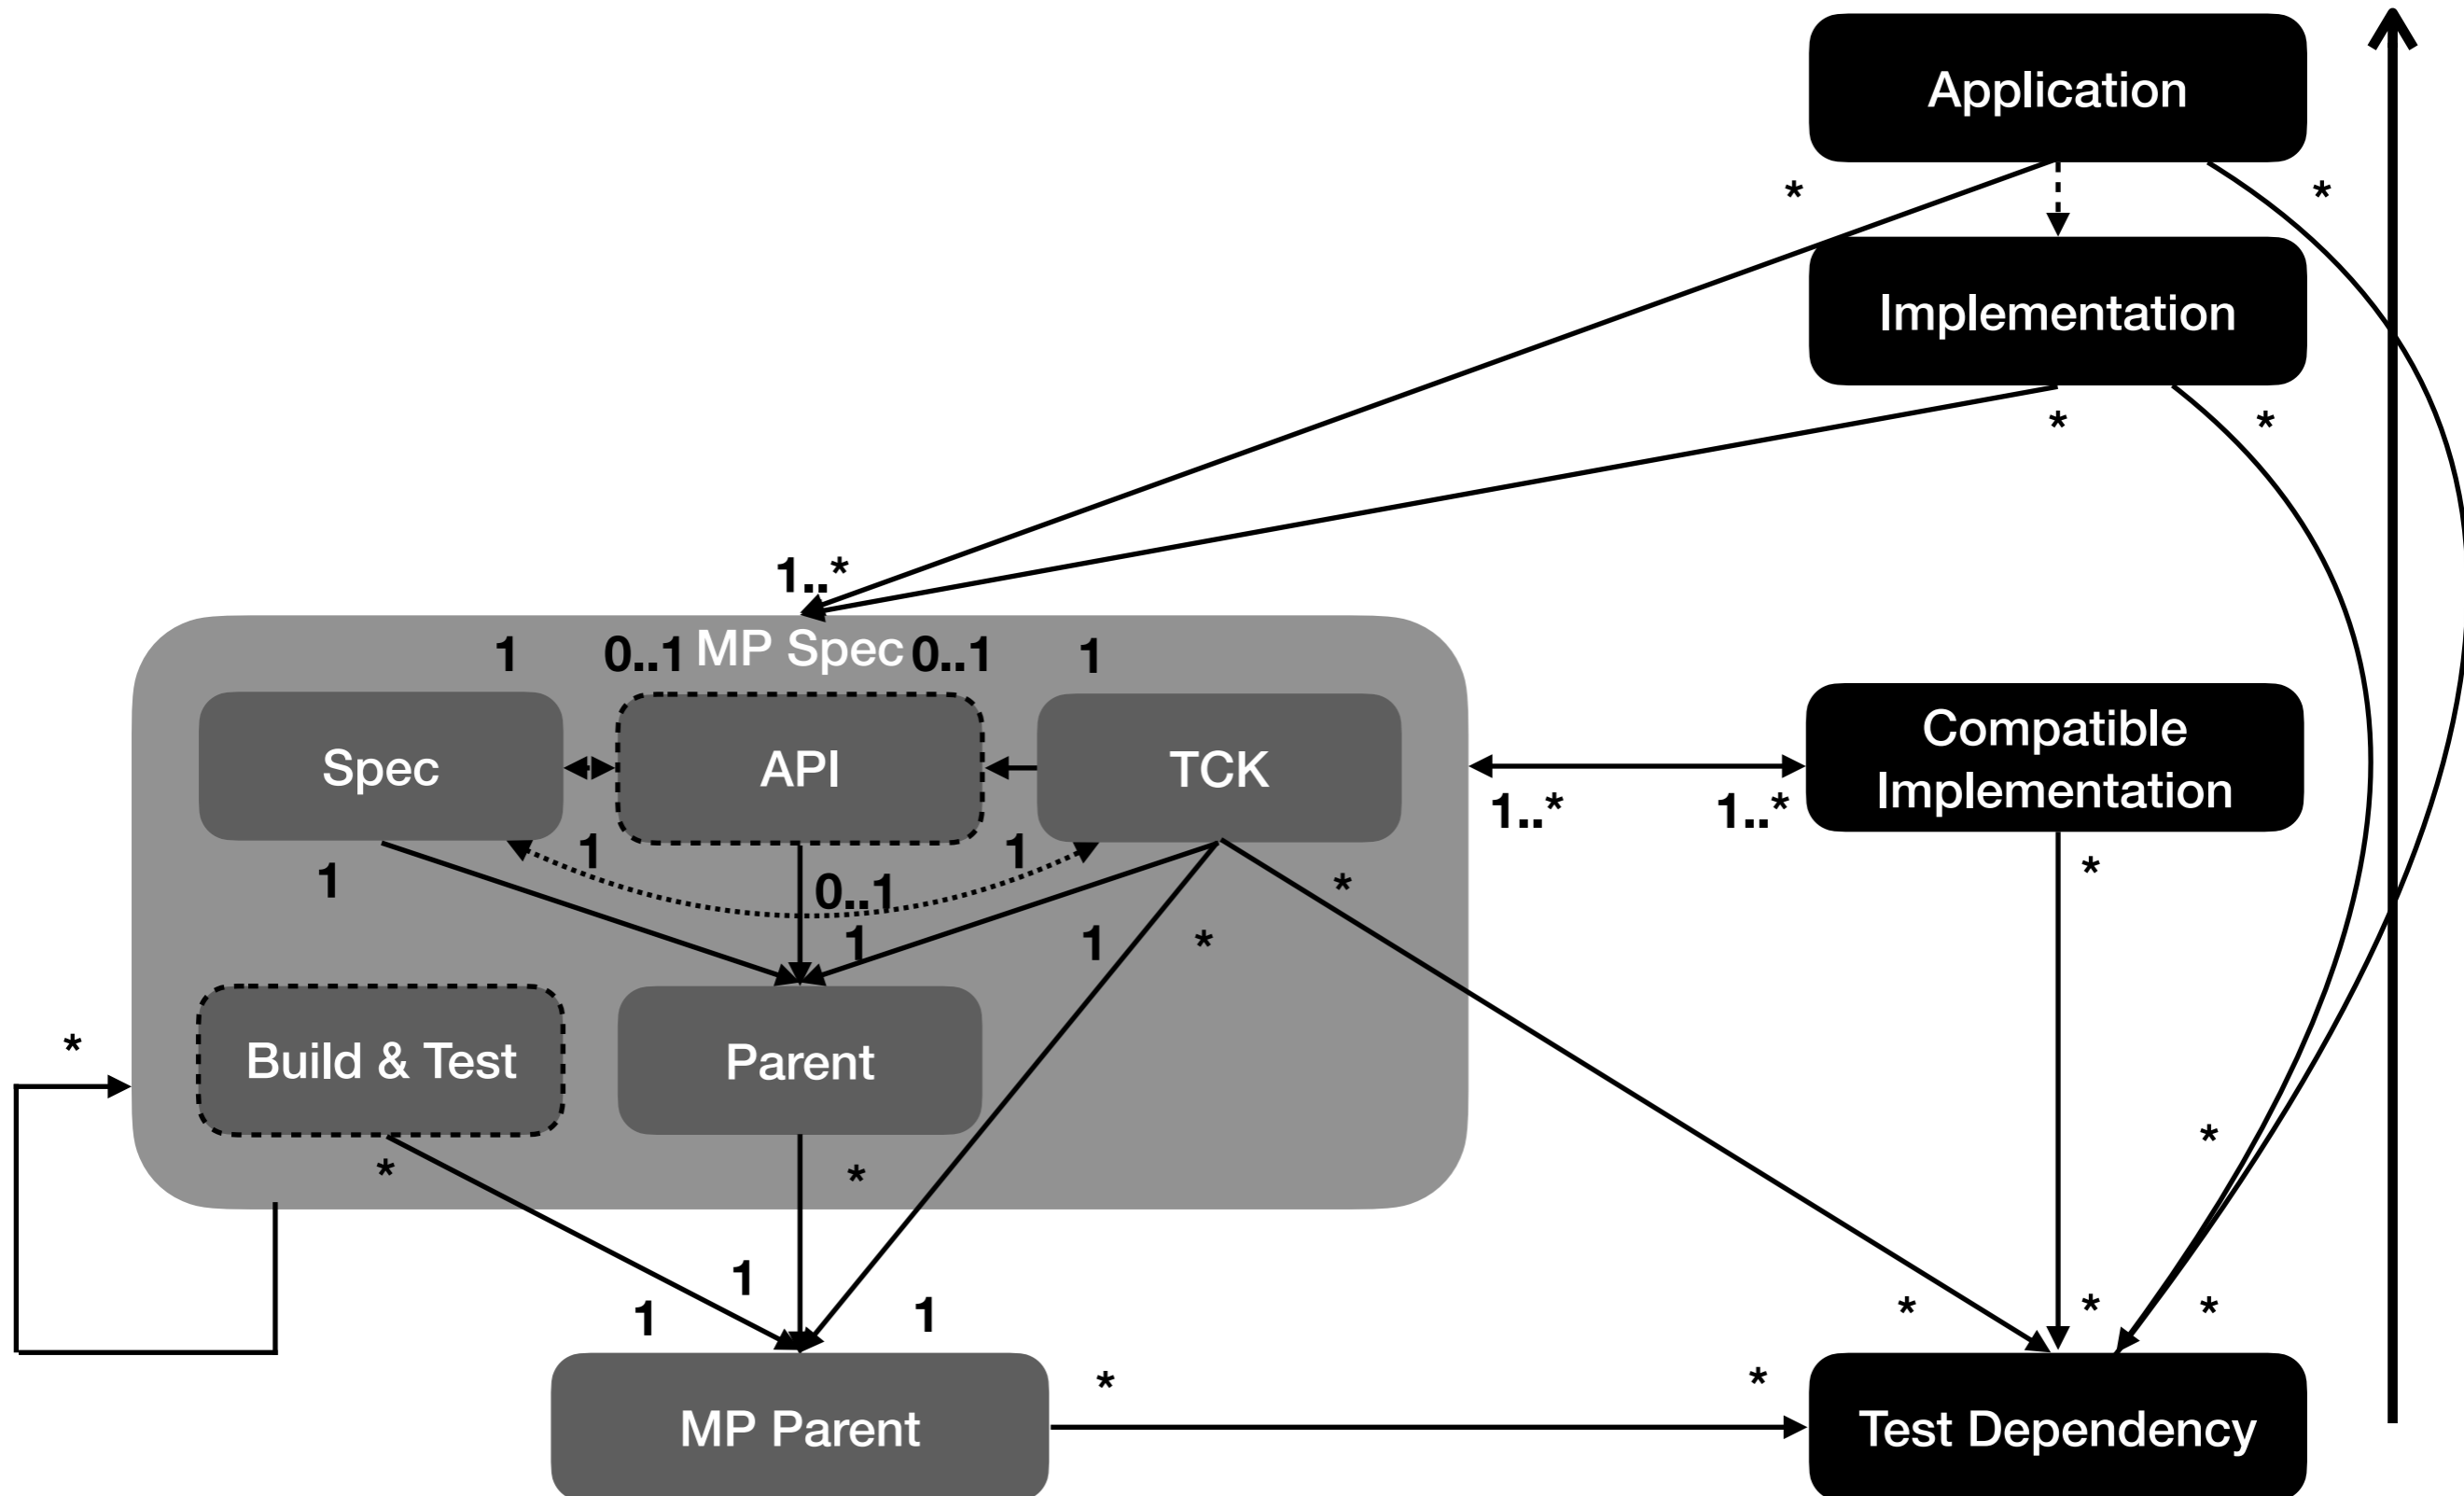 Application
*
*
Implementation
*
*
1..*
MP Spec
1
0..1
0..1
1
Spec
API
TCK
Compatible
Implementation
1..*
1..*
1
1
1
0..1
*
*
1
1
*
Build & Test
Parent
*
*
*
*
1
1
1
*
*
*
MP Parent
*
*
Test Dependency